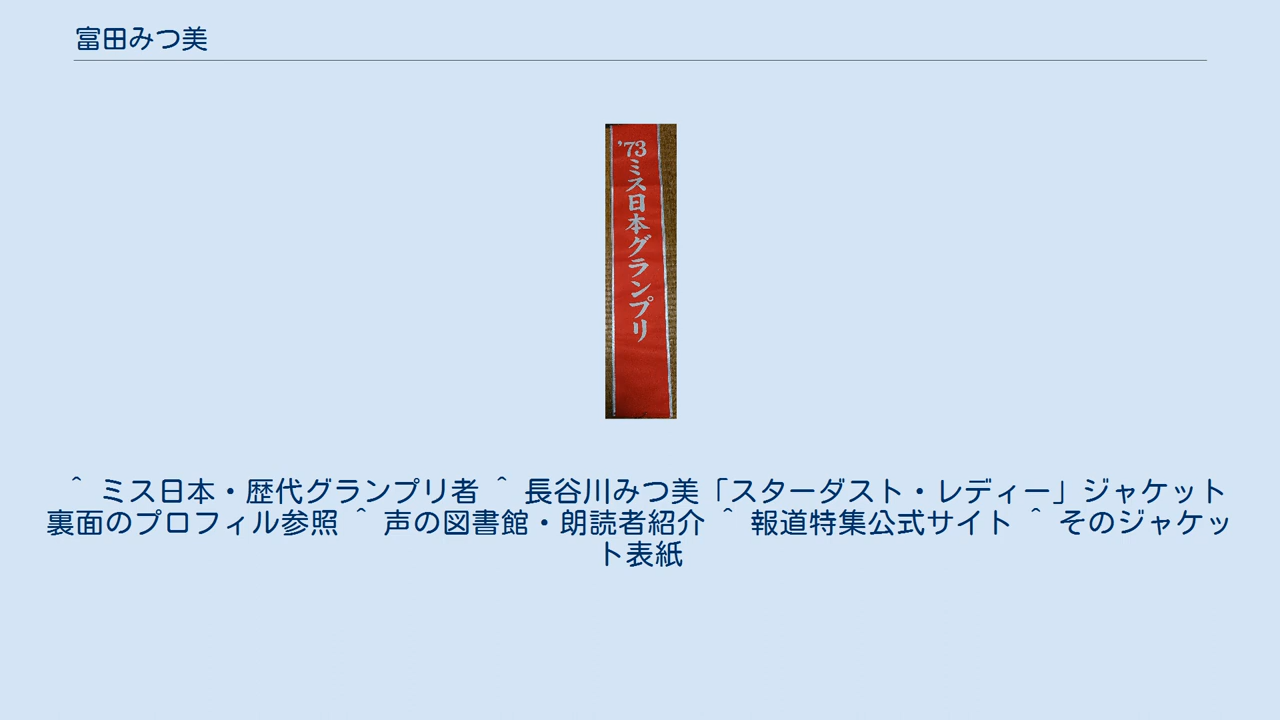 富田みつ美
'73ミス日本グランプリ
＾ ミス日本・歴代グランプリ者 ＾ 長谷川みつ美「スターダスト・レディー」ジャケット
裏面のプロフィル参照 ＾ 声の図書館・朗読者紹介 ＾ 報道特集公式サイト ＾ そのジャケッ
ト表紙